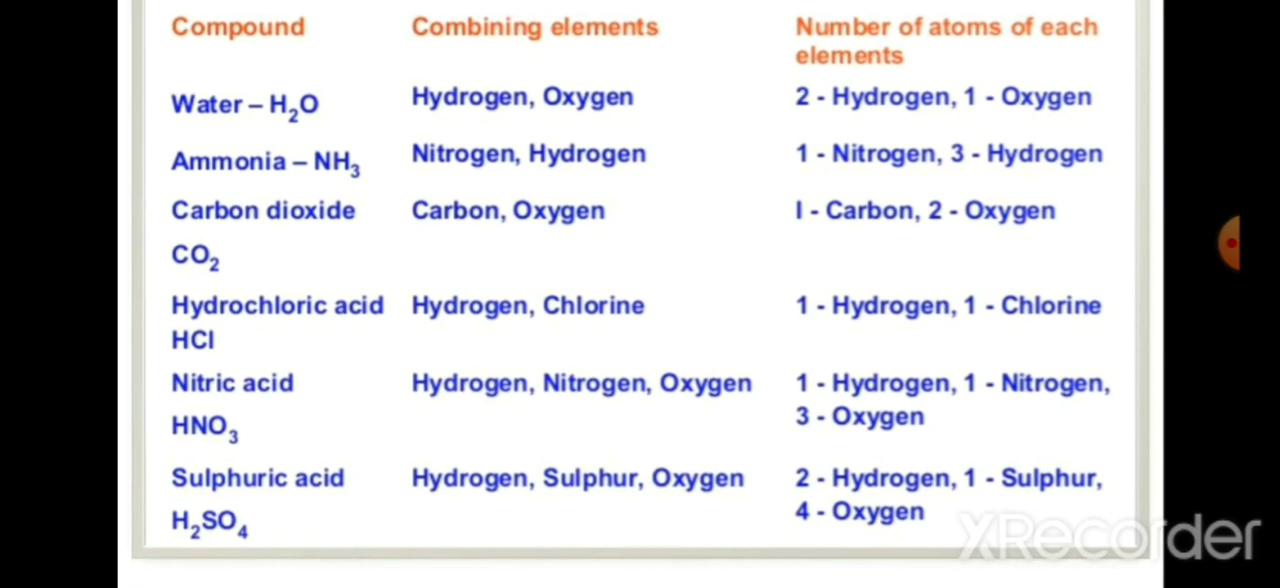 Compound Combining elements Number of atoms of each
elements
Water – H₂O Hydrogen, Oxygen 2 - Hydrogen, 1 - Oxygen
Ammonia – NH₃ Nitrogen, Hydrogen 1 - Nitrogen, 3 - Hydrogen
Carbon dioxide Carbon, Oxygen I - Carbon, 2 - Oxygen
CO₂
Hydrochloric acid Hydrogen, Chlorine 1 - Hydrogen, 1 - Chlorine
HCl
Nitric acid Hydrogen, Nitrogen, Oxygen 1 - Hydrogen, 1 - Nitrogen,
HNO₃ 3 - Oxygen
Sulphuric acid Hydrogen, Sulphur, Oxygen 2 - Hydrogen, 1 - Sulphur,
H₂SO₄ 4 - Oxygen
XRecorder